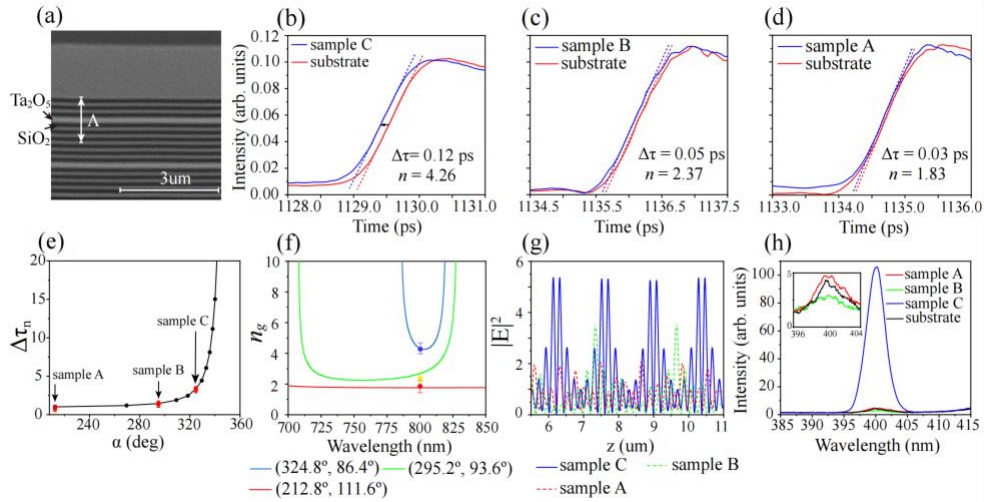 (a)
Ta₂O₅
SiO₂
A
3um
(b)
Intensity (arb. units)
0.12
0.10
0.08
0.06
0.04
0.02
0.00
sample C
substrate
Δτ= 0.12 ps
n = 4.26
1128.0 1129.0 1130.0 1131.0
Time (ps)
(c)
sample B
substrate
Δτ = 0.05 ps
n = 2.37
1134.5 1135.5 1136.5 1137.5
Time (ps)
(d)
sample A
substrate
Δτ = 0.03 ps
n = 1.83
1133.0 1134.0 1135.0 1136.0
Time (ps)
(e)
Δτn
20
15
10
5
0
sample A
sample B
sample C
240 280 320 360
α (deg)
(f)
ng
10
8
6
4
2
0
700 750 800 850
Wavelength (nm)
(324.8º, 86.4º)
(295.2º, 93.6º)
(212.8º, 111.6º)
(g)
|E|²
6
4
2
0
6 7 8 9 10 11
z (um)
sample C
sample B
sample A
(h)
Intensity (arb. units)
100
80
60
40
20
0
5
0
396 400 404
sample A
sample B
sample C
substrate
385 390 395 400 405 410 415
Wavelength (nm)